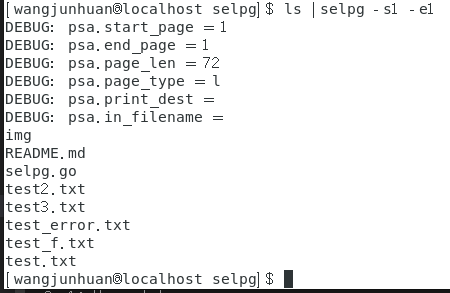 [wangjunhuan@localhost selpg]$ ls |selpg -s1 -e1
DEBUG: psa.start_page = 1
DEBUG: psa.end_page = 1
DEBUG: psa.page_len = 72
DEBUG: psa.page_type = l
DEBUG: psa.print_dest =
DEBUG: psa.in_filename =
img
README.md
selpg.go
test2.txt
test3.txt
test_error.txt
test_f.txt
test.txt
[wangjunhuan@localhost selpg]$